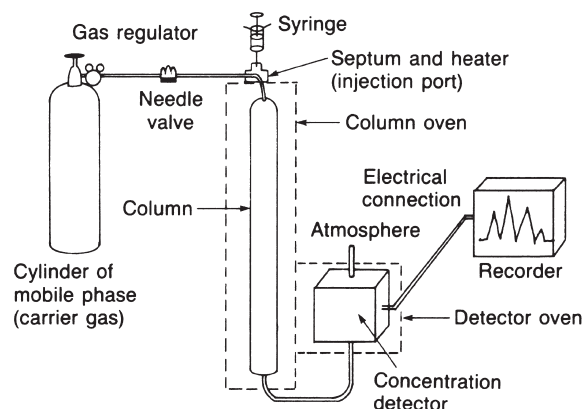 Gas regulator
Syringe
Septum and heater
(injection port)
Needle
valve
Column oven
Column
Electrical
connection
Atmosphere
Recorder
Cylinder of
mobile phase
(carrier gas)
Detector oven
Concentration
detector